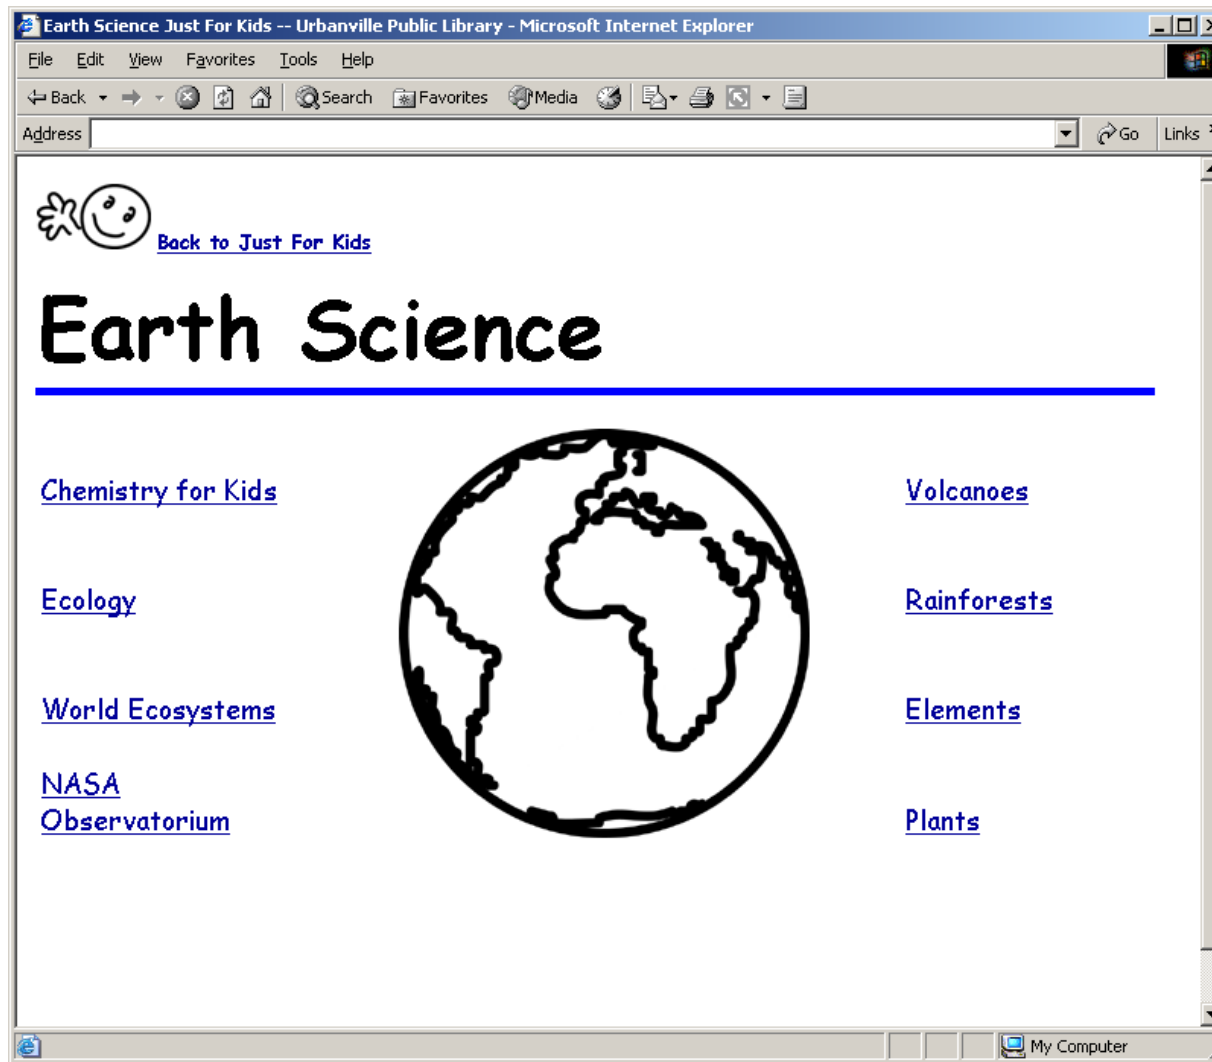 Earth Science Just For Kids -- Urbanville Public Library - Microsoft Internet Explorer
File Edit View Favorites Tools Help
Back Search Favorites Media
Address Go Links
Back to Just For Kids
Earth Science
Chemistry for Kids Volcanoes
Ecology Rainforests
World Ecosystems Elements
NASA
Observatorium Plants
My Computer